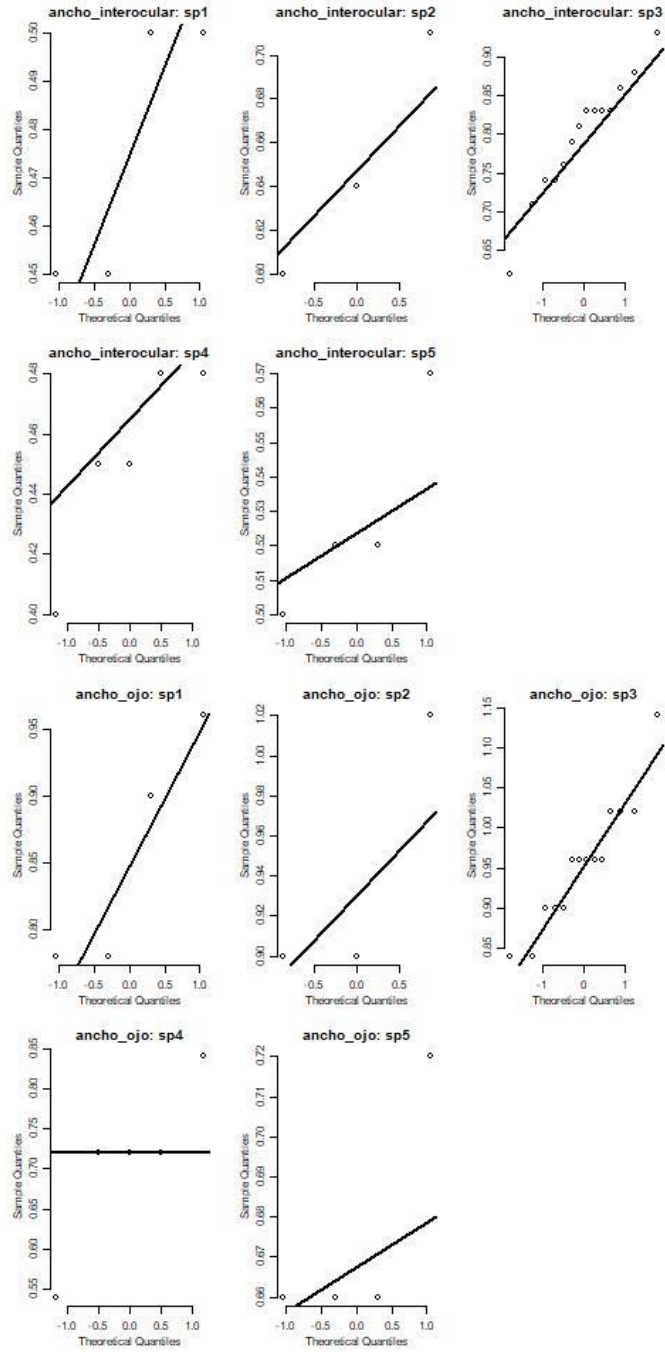 ancho_interocular: sp1
ancho_interocular: sp2
ancho_interocular: sp3
Sample Quantiles
0.45 0.46 0.47 0.48 0.49 0.50
Sample Quantiles
0.60 0.62 0.64 0.66 0.68 0.70
Sample Quantiles
0.65 0.70 0.75 0.80 0.85 0.90
-1.0 -0.5 0.0 0.5 1.0
-0.5 0.0 0.5
-1 0 1
Theoretical Quantiles
Theoretical Quantiles
Theoretical Quantiles
ancho_interocular: sp4
ancho_interocular: sp5
Sample Quantiles
0.40 0.42 0.44 0.46 0.48
Sample Quantiles
0.50 0.51 0.52 0.53 0.54 0.55 0.56 0.57
-1.0 -0.5 0.0 0.5 1.0
-1.0 -0.5 0.0 0.5 1.0
Theoretical Quantiles
Theoretical Quantiles
ancho_ojo: sp1
ancho_ojo: sp2
ancho_ojo: sp3
Sample Quantiles
0.80 0.85 0.90 0.95
Sample Quantiles
0.90 0.92 0.94 0.96 0.98 1.00 1.02
Sample Quantiles
0.85 0.90 0.95 1.00 1.05 1.10 1.15
-1.0 -0.5 0.0 0.5 1.0
-0.5 0.0 0.5
-1 0 1
Theoretical Quantiles
Theoretical Quantiles
Theoretical Quantiles
ancho_ojo: sp4
ancho_ojo: sp5
Sample Quantiles
0.55 0.60 0.65 0.70 0.75 0.80 0.85
Sample Quantiles
0.66 0.67 0.68 0.69 0.70 0.71 0.72
-1.0 -0.5 0.0 0.5 1.0
-1.0 -0.5 0.0 0.5 1.0
Theoretical Quantiles
Theoretical Quantiles